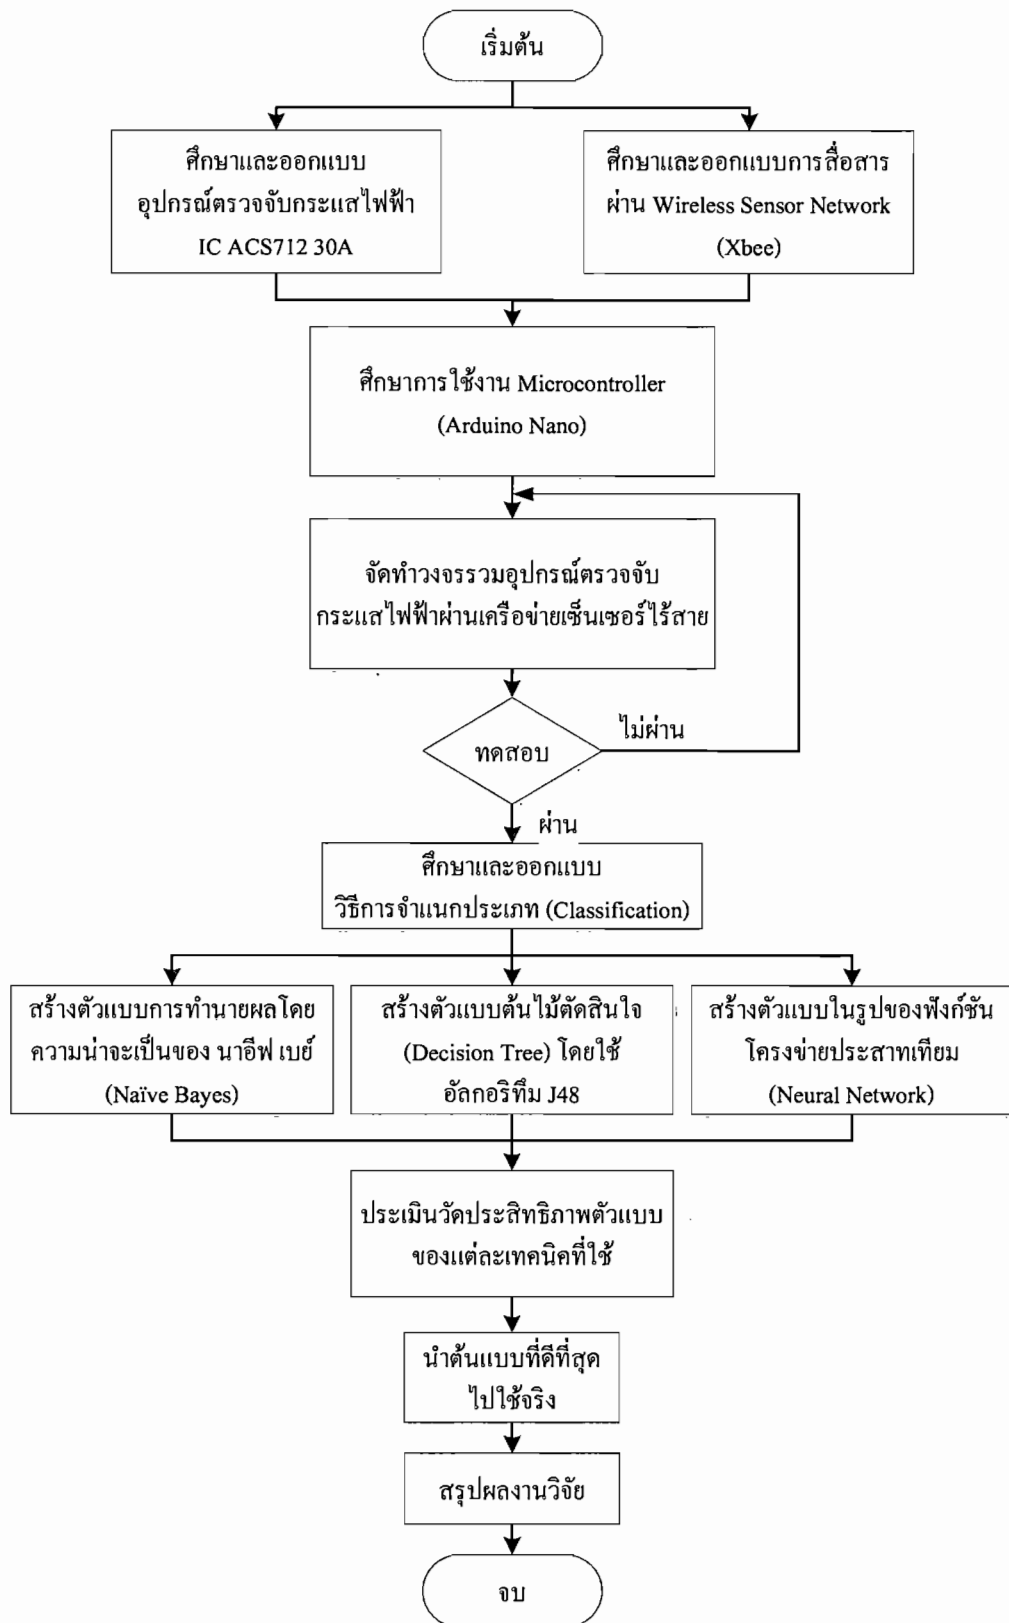 เริ่มต้น
ศึกษาและออกแบบ
อุปกรณ์ตรวจจับกระแสไฟฟ้า
IC ACS712 30A
ศึกษาและออกแบบการสื่อสาร
ผ่าน Wireless Sensor Network
(Xbee)
ศึกษาการใช้งาน Microcontroller
(Arduino Nano)
จัดทำวงจรรวมอุปกรณ์ตรวจจับ
กระแสไฟฟ้าผ่านเครือข่ายเซ็นเซอร์ไร้สาย
ทดสอบ
ไม่ผ่าน
ผ่าน
ศึกษาและออกแบบ
วิธีการจำแนกประเภท (Classification)
สร้างตัวแบบการทำนายผลโดย
ความน่าจะเป็นของ นาอีฟ เบย์
(Naïve Bayes)
สร้างตัวแบบต้นไม้ตัดสินใจ
(Decision Tree) โดยใช้
อัลกอริทึม J48
สร้างตัวแบบในรูปของฟังก์ชัน
โครงข่ายประสาทเทียม
(Neural Network)
ประเมินวัดประสิทธิภาพตัวแบบ
ของแต่ละเทคนิคที่ใช้
นำต้นแบบที่ดีที่สุด
ไปใช้จริง
สรุปผลงานวิจัย
จบ